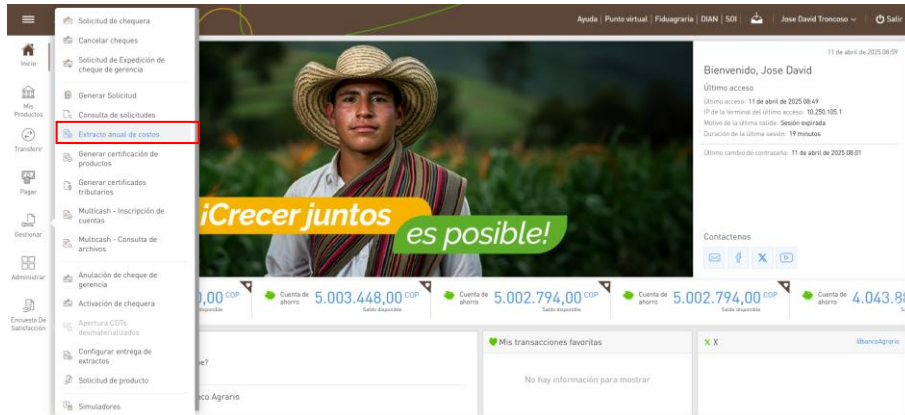 Ayuda | Punto virtual | Fiduagraria | DIAN | SOI
Jose David Troncoso
Salir
Inicio
Mis
Productos
Transferir
Pagar
Gestionar
Administrar
Encuesta De
Satisfacción
Solicitud de chequera
Cancelar cheques
Solicitud de Expedición de
cheque de gerencia
Generar Solicitud
Consulta de solicitudes
Extracto anual de costos
Generar certificación de
productos
Generar certificados
tributarios
Multicash - Inscripción de
cuentas
Multicash - Consulta de
archivos
Anulación de cheque de
gerencia
Activación de chequera
Apertura CDTs
desmaterializados
Configurar entrega de
extractos
Solicitud de producto
Simuladores
¡Crecer juntos
es posible!
11 de abril de 2025 08:59
Bienvenido, Jose David
Último acceso
Último acceso: 11 de abril de 2025 08:49
IP de la terminal del último acceso: 10.250.105.1
Motivo de la última salida: Sesión expirada
Duración de la última sesión: 19 minutos
Último cambio de contraseña: 11 de abril de 2025 08:01
Contáctenos
,00 COP
Cuenta de
ahorro
5.003.448,00 COP
Saldo disponible
Cuenta de
ahorro
5.002.794,00 COP
Saldo disponible
Cuenta de
ahorro
5.002.794,00 COP
Saldo disponible
Cuenta de
ahorro
4.043.8
Mis transacciones favoritas
No hay información para mostrar
X
@bancoAgrario
ue?
co Agrario